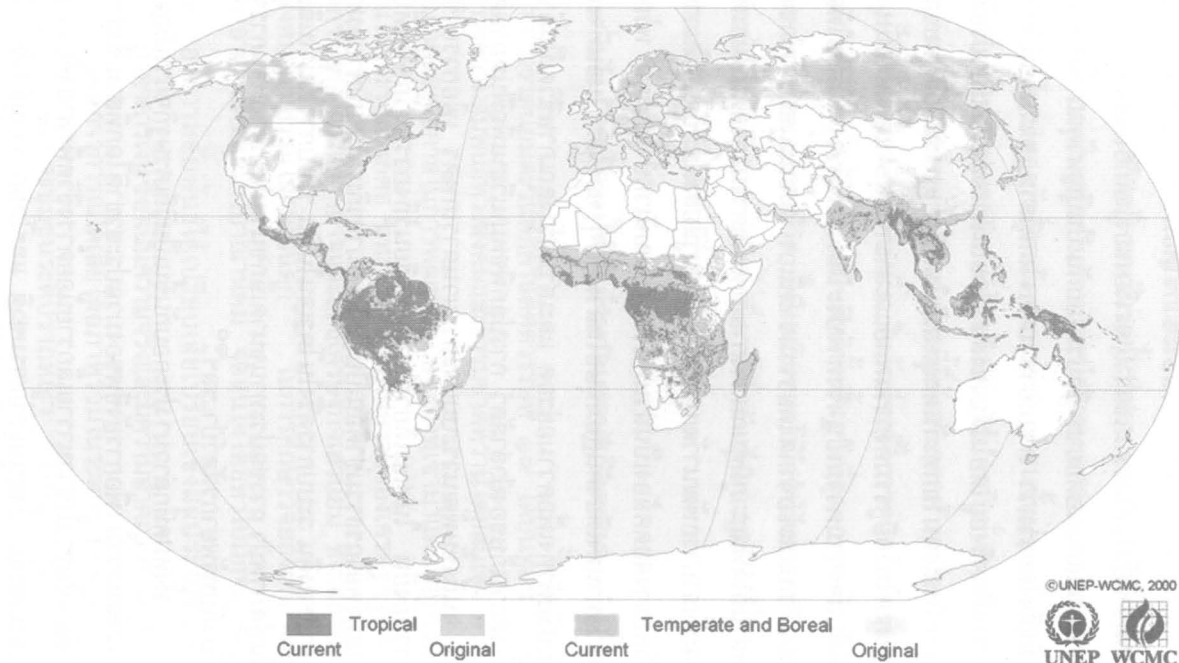 ©UNEP-WCMC, 2000
Tropical
Temperate and Boreal
Current
Original
Current
Original
UNEP WCMC